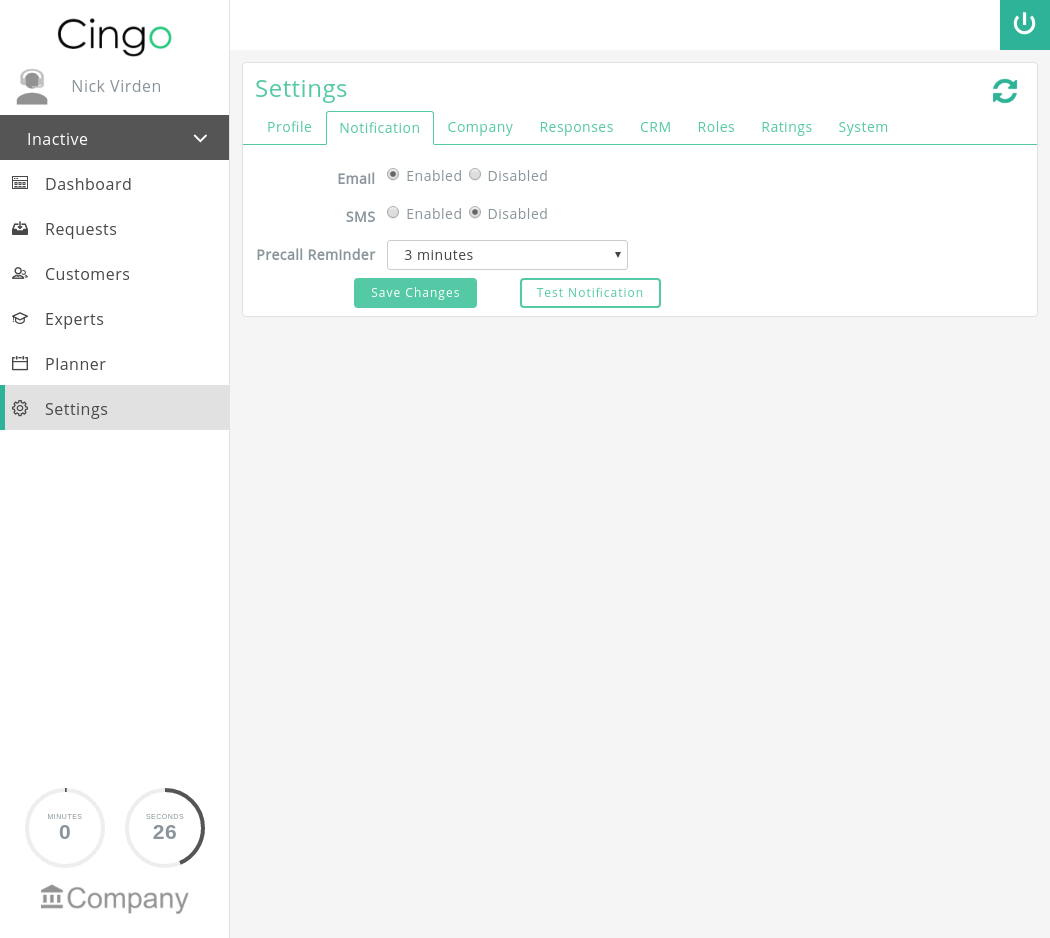 Cingo
Nick Virden
Inactive
Dashboard
Requests
Customers
Experts
Planner
Settings
MINUTES
0
SECONDS
26
Company
Settings
Profile Notification Company Responses CRM Roles Ratings System
Email Enabled Disabled
SMS Enabled Disabled
Precall Reminder 3 minutes
Save Changes Test Notification